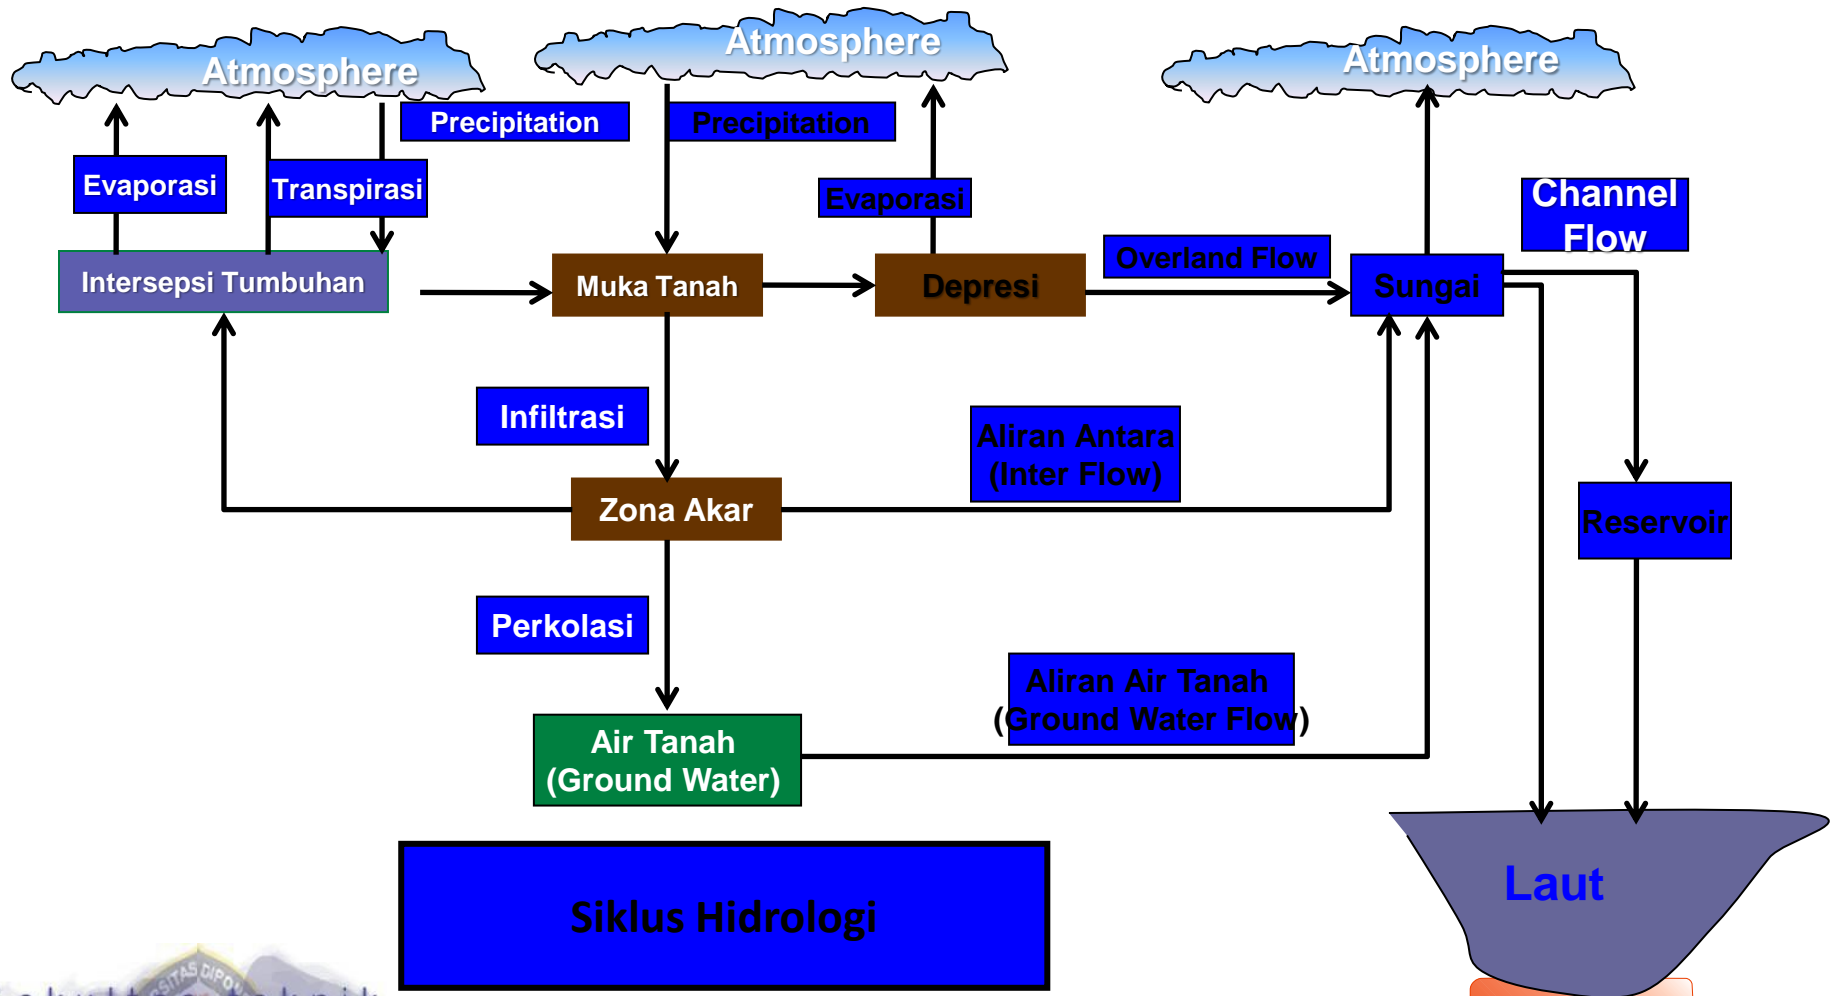 Atmosphere
Atmosphere
Atmosphere
Precipitation
Precipitation
Evaporasi
Transpirasi
Evaporasi
Channel
Flow
Overland Flow
Intersepsi Tumbuhan
Muka Tanah
Depresi
Sungai
Infiltrasi
Aliran Antara
(Inter Flow)
Zona Akar
Reservoir
Perkolasi
Aliran Air Tanah
(Ground Water Flow)
Air Tanah
(Ground Water)
Laut
Siklus Hidrologi